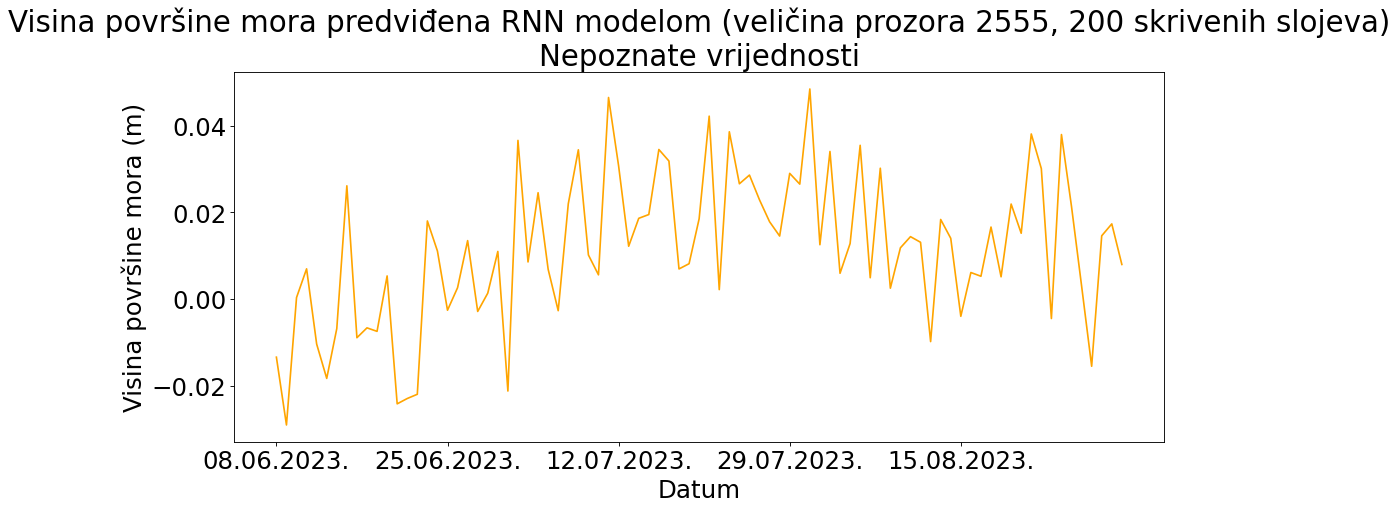 Visina površine mora predviđena RNN modelom (veličina prozora 2555, 200 skrivenih slojeva)
Nepoznate vrijednosti
Visina površine mora (m)
0.04
0.02
0.00
−0.02
08.06.2023. 25.06.2023. 12.07.2023. 29.07.2023. 15.08.2023.
Datum